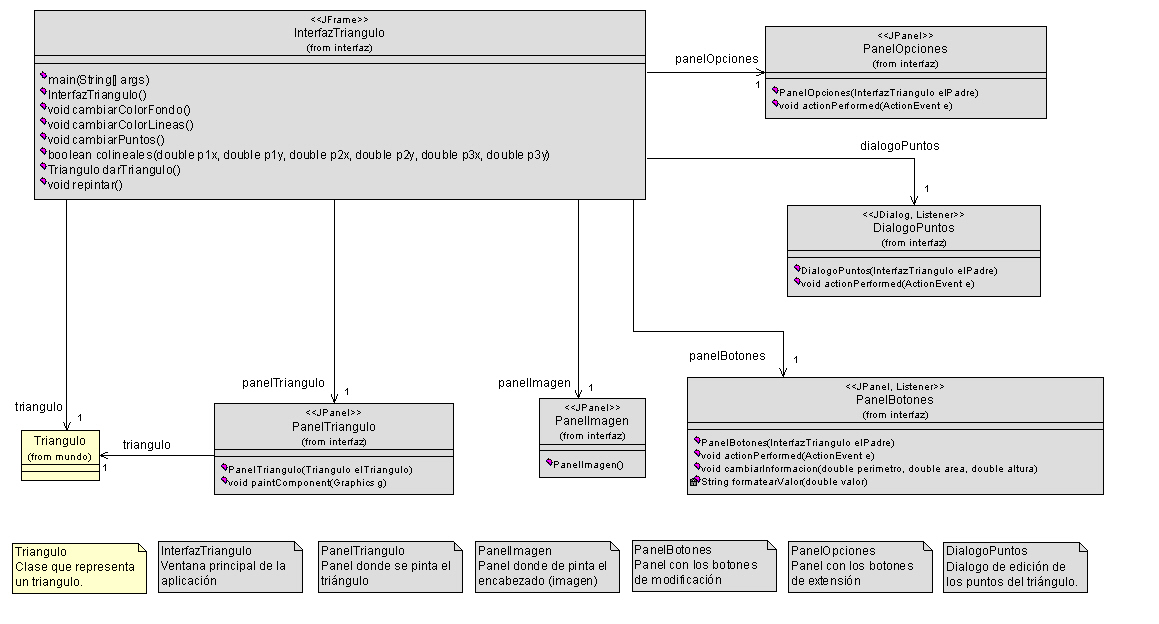 <<JFrame>>
InterfazTriangulo
(from interfaz)
main(String[] args)
InterfazTriangulo()
void cambiarColorFondo()
void cambiarColorLineas()
void cambiarPuntos()
boolean colineales(double p1x, double p1y, double p2x, double p2y, double p3x, double p3y)
Triangulo darTriangulo()
void repintar()
panelOpciones
1
<<JPanel>>
PanelOpciones
(from interfaz)
PanelOpciones(InterfazTriangulo elPadre)
void actionPerformed(ActionEvent e)
dialogoPuntos
1
<<JDialog, Listener>>
DialogoPuntos
(from interfaz)
DialogoPuntos(InterfazTriangulo elPadre)
void actionPerformed(ActionEvent e)
triangulo
1
Triangulo
(from mundo)
triangulo
1
panelTriangulo
1
<<JPanel>>
PanelTriangulo
(from interfaz)
PanelTriangulo(Triangulo elTriangulo)
void paintComponent(Graphics g)
panelImagen
1
<<JPanel>>
PanelImagen
(from interfaz)
PanelImagen()
panelBotones
1
<<JPanel, Listener>>
PanelBotones
(from interfaz)
PanelBotones(InterfazTriangulo elPadre)
void actionPerformed(ActionEvent e)
void cambiarInformacion(double perimetro, double area, double altura)
String formatearValor(double valor)
Triangulo
Clase que representa
un triangulo.
InterfazTriangulo
Ventana principal de la
aplicación
PanelTriangulo
Panel donde se pinta el
triángulo
PanelImagen
Panel donde de pinta el
encabezado (imagen)
PanelBotones
Panel con los botones
de modificación
PanelOpciones
Panel con los botones
de extensión
DialogoPuntos
Dialogo de edición de
los puntos del triángulo.